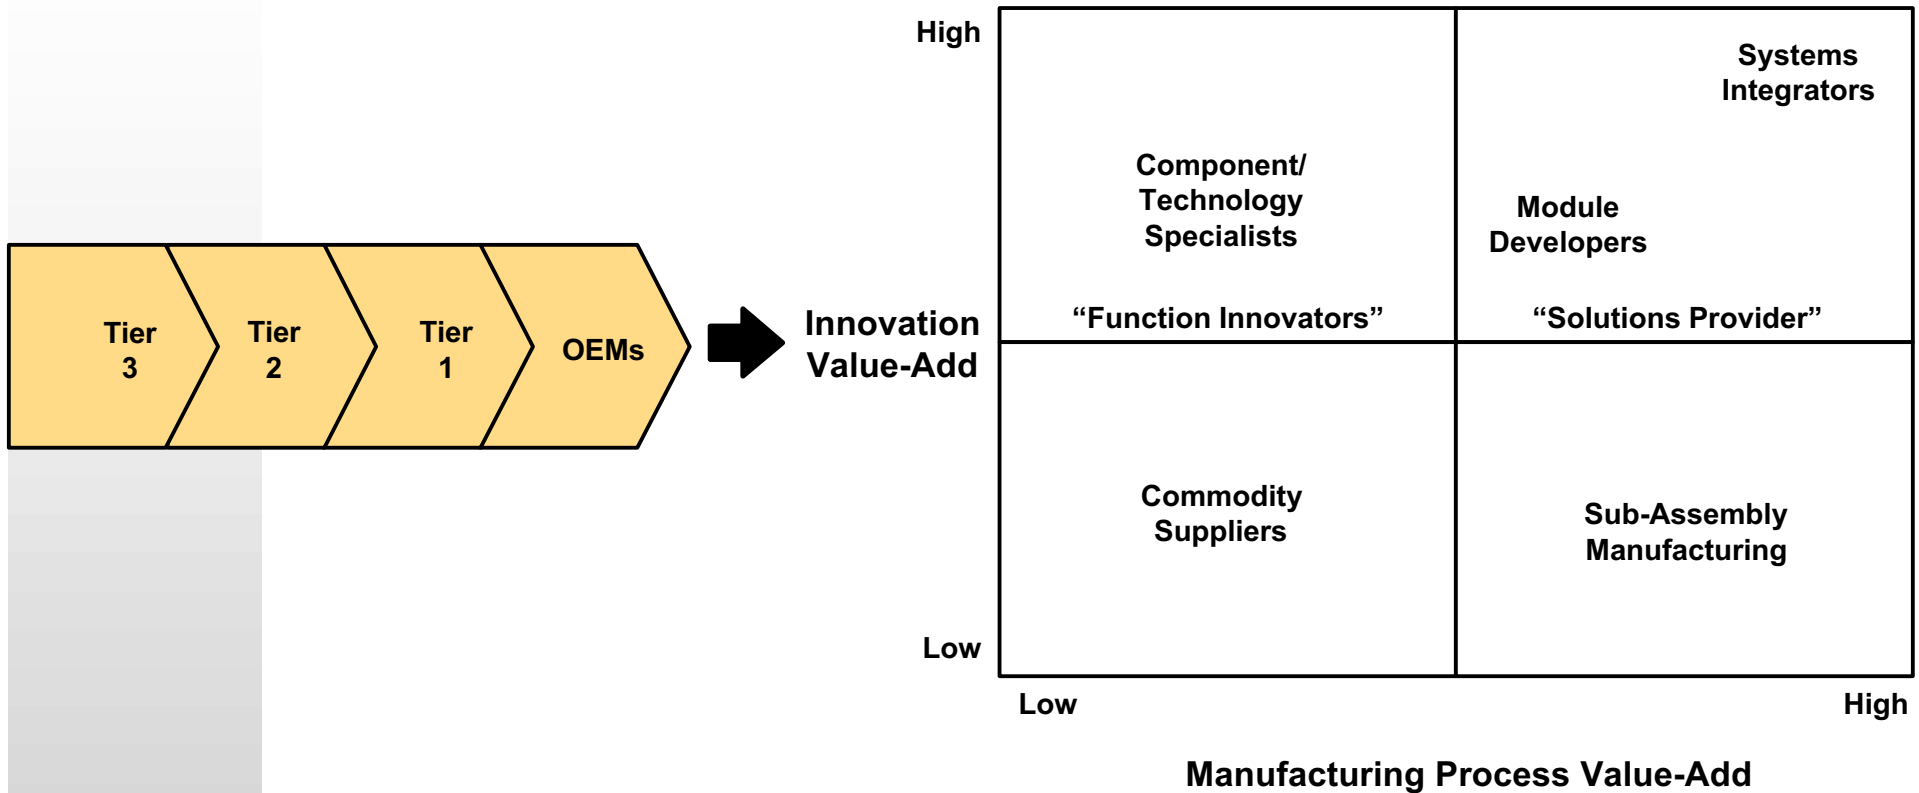 Tier
3
Tier
2
Tier
1
OEMs
Innovation
Value-Add
High
Low
Component/
Technology
Specialists
“Function Innovators”
Systems
Integrators
Module
Developers
“Solutions Provider”
Commodity
Suppliers
Sub-Assembly
Manufacturing
Low
High
Manufacturing Process Value-Add